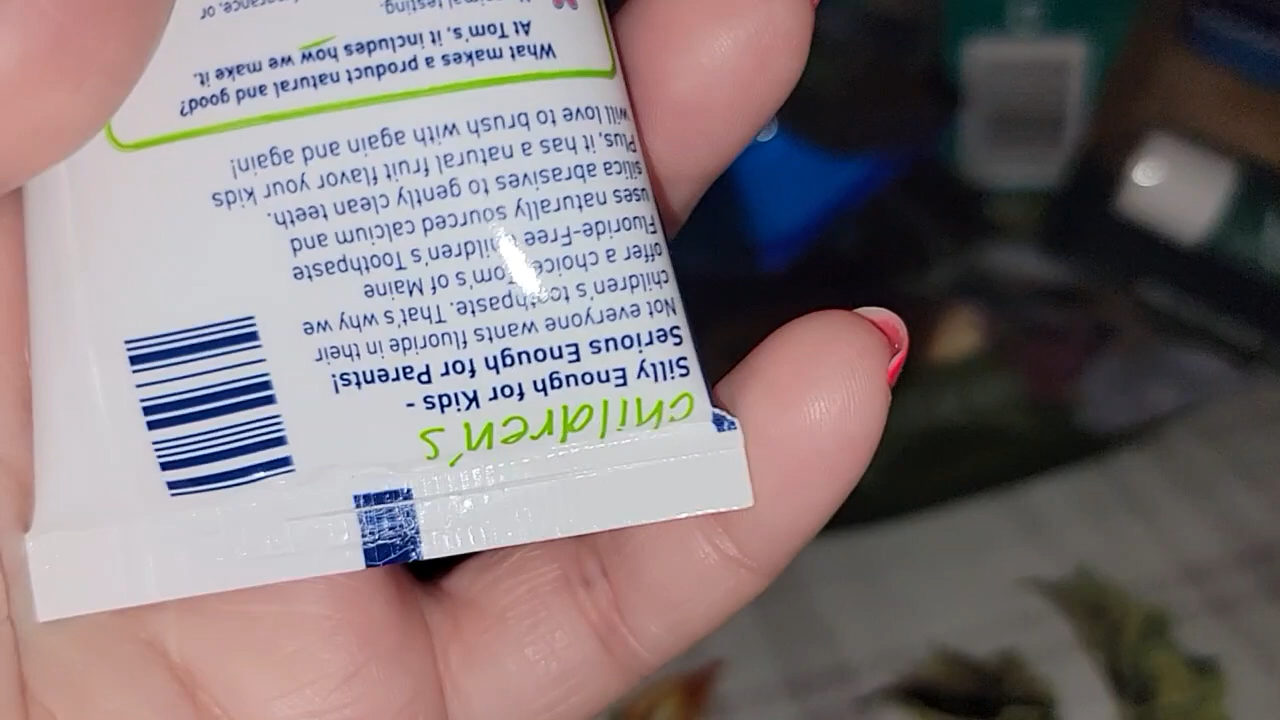 children's
Silly Enough for Kids -
Serious Enough for Parents!
Not everyone wants fluoride in their
children's toothpaste. That's why we
offer a choice. Tom's of Maine
Fluoride-Free Children's Toothpaste
uses naturally sourced calcium and
silica abrasives to gently clean teeth.
Plus, it has a natural fruit flavor your kids
will love to brush with again and again!
What makes a product natural and good?
At Tom's, it includes how we make it.
animal testing.
or